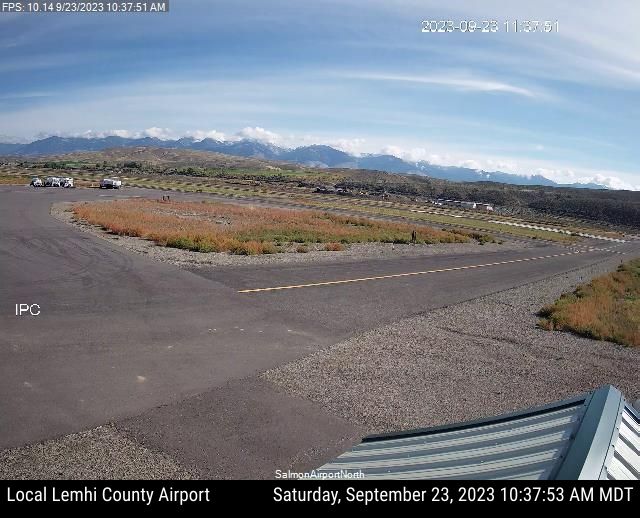 FPS: 10.14 9/23/2023 10:37:51 AM
2023-09-23 11:37:51
IPC
SalmonAirportNorth
Local Lemhi County Airport Saturday, September 23, 2023 10:37:53 AM MDT